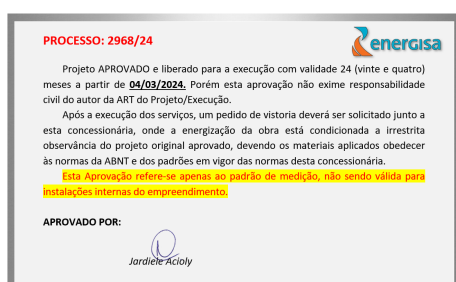 PROCESSO: 2968/24
energisa
Projeto APROVADO e liberado para a execução com validade 24 (vinte e quatro)
meses a partir de 04/03/2024. Porém esta aprovação não exime responsabilidade
civil do autor da ART do Projeto/Execução.
Após a execução dos serviços, um pedido de vistoria deverá ser solicitado junto a
esta concessionária, onde a energização da obra está condicionada a irrestrita
observância do projeto original aprovado, devendo os materiais aplicados obedecer
às normas da ABNT e dos padrões em vigor das normas desta concessionária.
Esta Aprovação refere-se apenas ao padrão de medição, não sendo válida para
instalações internas do empreendimento.
APROVADO POR:
Jardiele Acioly